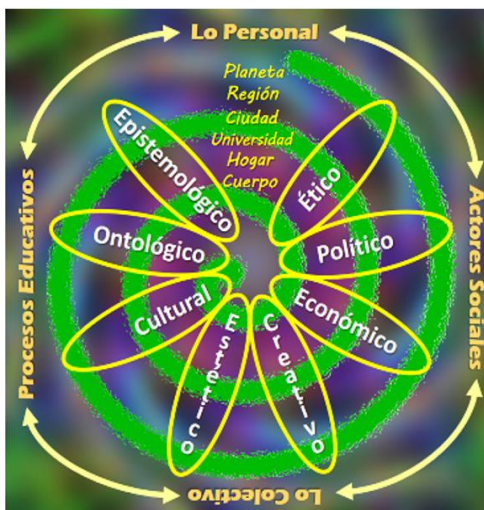 Lo Personal
Planeta
Región
Ciudad
Universidad
Hogar
Cuerpo
Epistemológico
Ético
Ontológico
Político
Cultural
Económico
Estetico
Creativo
Procesos Educativos
Actores Sociales
Lo Colectivo